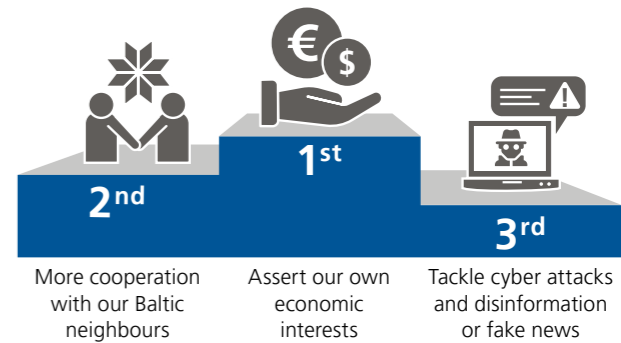 €
$
1st
2nd
3rd
More cooperation
with our Baltic
neighbours
Assert our own
economic
interests
Tackle cyber attacks
and disinformation
or fake news